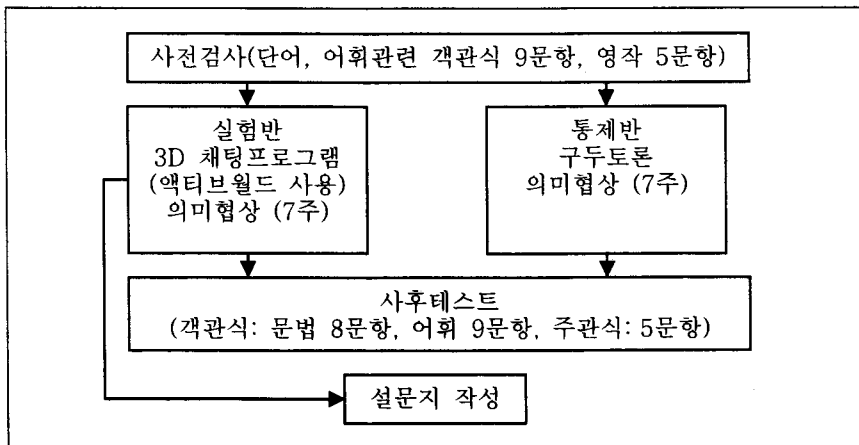 사전검사(단어, 어휘관련 객관식 9문항, 영작 5문항)
실험반
3D 채팅프로그램
(액티브월드 사용)
의미협상 (7주)
통제반
구두토론
의미협상 (7주)
사후테스트
(객관식: 문법 8문항, 어휘 9문항, 주관식: 5문항)
설문지 작성